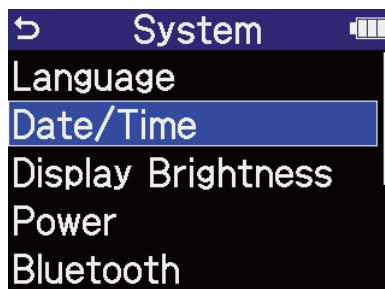 System
Language
Date/Time
Display Brightness
Power
Bluetooth